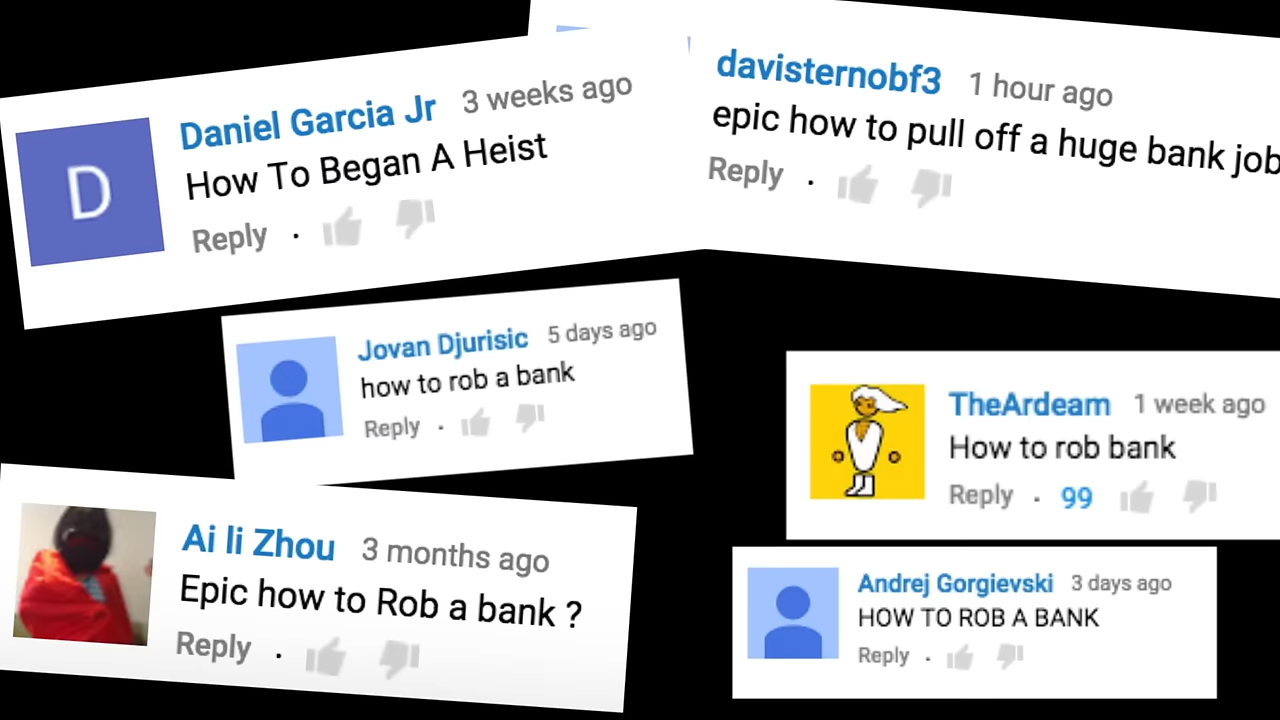 D
Daniel Garcia Jr 3 weeks ago
How To Began A Heist
Reply ·
davisternobf3 1 hour ago
epic how to pull off a huge bank job
Reply ·
Jovan Djurisic 5 days ago
how to rob a bank
Reply ·
TheArdeam 1 week ago
How to rob bank
Reply · 99
Ai li Zhou 3 months ago
Epic how to Rob a bank ?
Reply ·
Andrej Gorgievski 3 days ago
HOW TO ROB A BANK
Reply ·